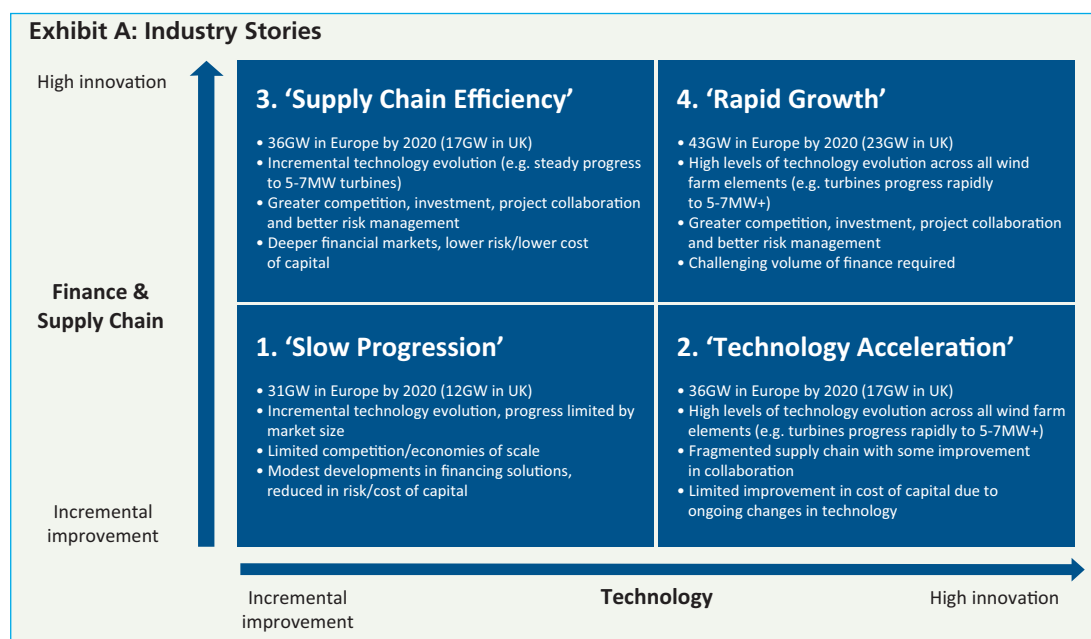 Exhibit A: Industry Stories
High innovation
Finance &
Supply Chain
Incremental
improvement
3. ‘Supply Chain Efficiency’
• 36GW in Europe by 2020 (17GW in UK)
• Incremental technology evolution (e.g. steady progress
to 5-7MW turbines)
• Greater competition, investment, project collaboration
and better risk management
• Deeper financial markets, lower risk/lower cost
of capital
4. ‘Rapid Growth’
• 43GW in Europe by 2020 (23GW in UK)
• High levels of technology evolution across all wind
farm elements (e.g. turbines progress rapidly
to 5-7MW+)
• Greater competition, investment, project collaboration
and better risk management
• Challenging volume of finance required
1. ‘Slow Progression’
• 31GW in Europe by 2020 (12GW in UK)
• Incremental technology evolution, progress limited by
market size
• Limited competition/economies of scale
• Modest developments in financing solutions,
reduced in risk/cost of capital
2. ‘Technology Acceleration’
• 36GW in Europe by 2020 (17GW in UK)
• High levels of technology evolution across all wind farm
elements (e.g. turbines progress rapidly to 5-7MW+)
• Fragmented supply chain with some improvement
in collaboration
• Limited improvement in cost of capital due to
ongoing changes in technology
Incremental
improvement
Technology
High innovation